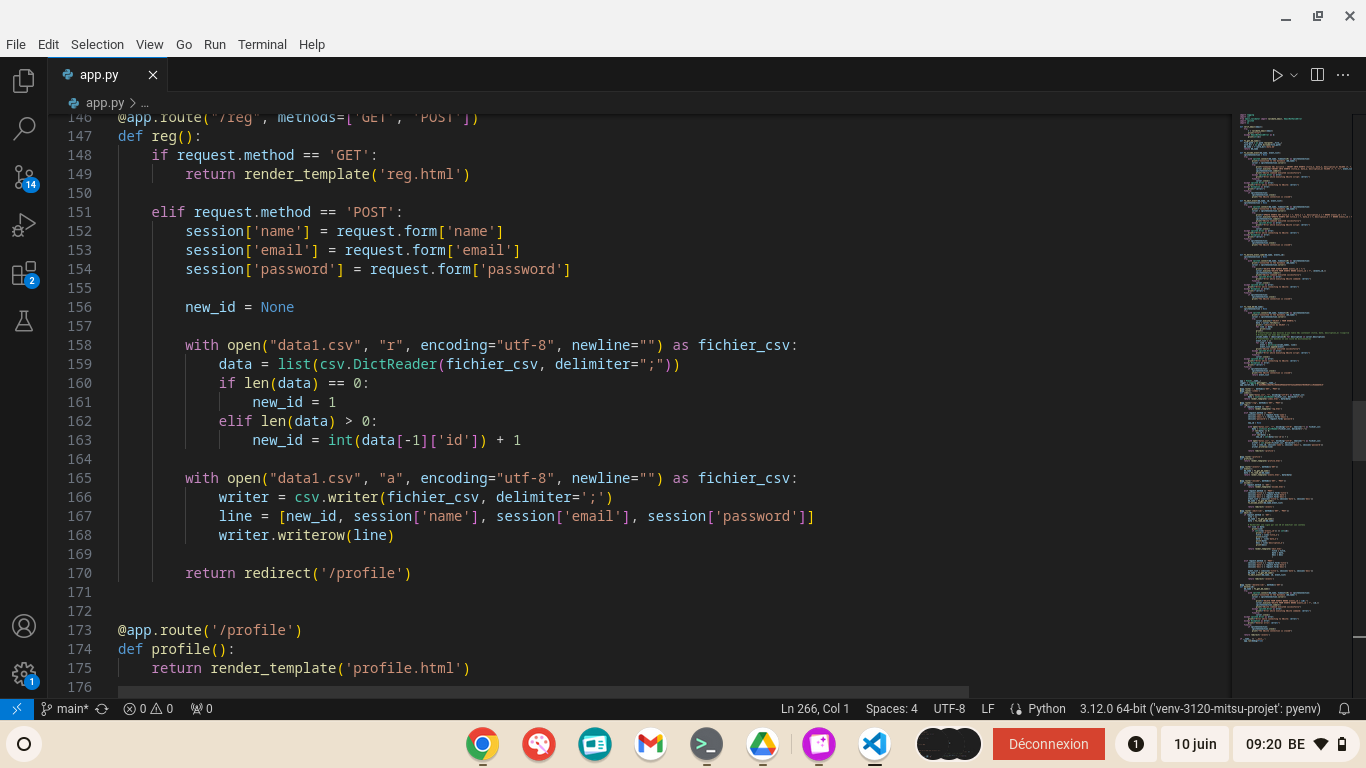 File Edit Selection View Go Run Terminal Help
app.py
app.py > ...
146 @app.route("/reg", methods=['GET', 'POST'])
147 def reg():
148     if request.method == 'GET':
149         return render_template('reg.html')
150
151     elif request.method == 'POST':
152         session['name'] = request.form['name']
153         session['email'] = request.form['email']
154         session['password'] = request.form['password']
155
156         new_id = None
157
158         with open("data1.csv", "r", encoding="utf-8", newline="") as fichier_csv:
159             data = list(csv.DictReader(fichier_csv, delimiter=";"))
160             if len(data) == 0:
161                 new_id = 1
162             elif len(data) > 0:
163                 new_id = int(data[-1]['id']) + 1
164
165         with open("data1.csv", "a", encoding="utf-8", newline="") as fichier_csv:
166             writer = csv.writer(fichier_csv, delimiter=';')
167             line = [new_id, session['name'], session['email'], session['password']]
168             writer.writerow(line)
169
170         return redirect('/profile')
171
172
173 @app.route('/profile')
174 def profile():
175     return render_template('profile.html')
176
14
2
1
main* 0 0 0 Ln 266, Col 1 Spaces: 4 UTF-8 LF Python 3.12.0 64-bit ('venv-3120-mitsu-projet': pyenv)
Déconnexion 1 10 juin 09:20 BE